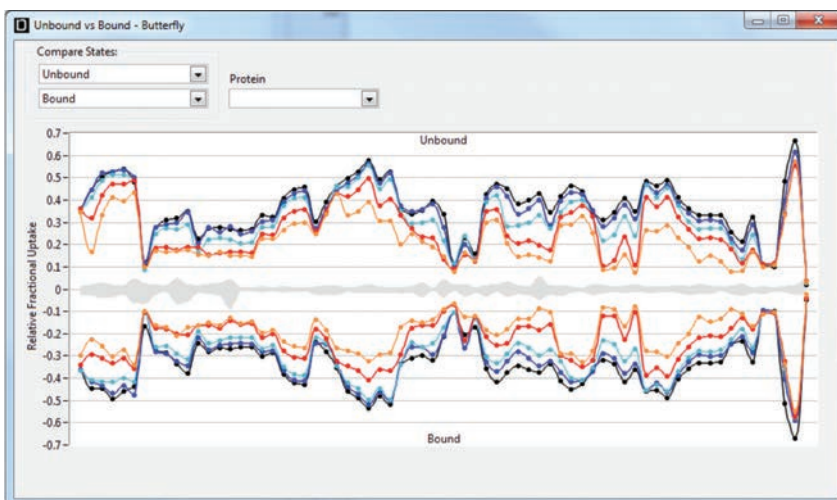 Unbound vs Bound - Butterfly
Compare States:
Unbound
Bound
Protein
Unbound
0.7
0.6
0.5
0.4
0.3
0.2
0.1
0
-0.1
-0.2
-0.3
-0.4
-0.5
-0.6
-0.7
Relative Fractional Uptake
Bound